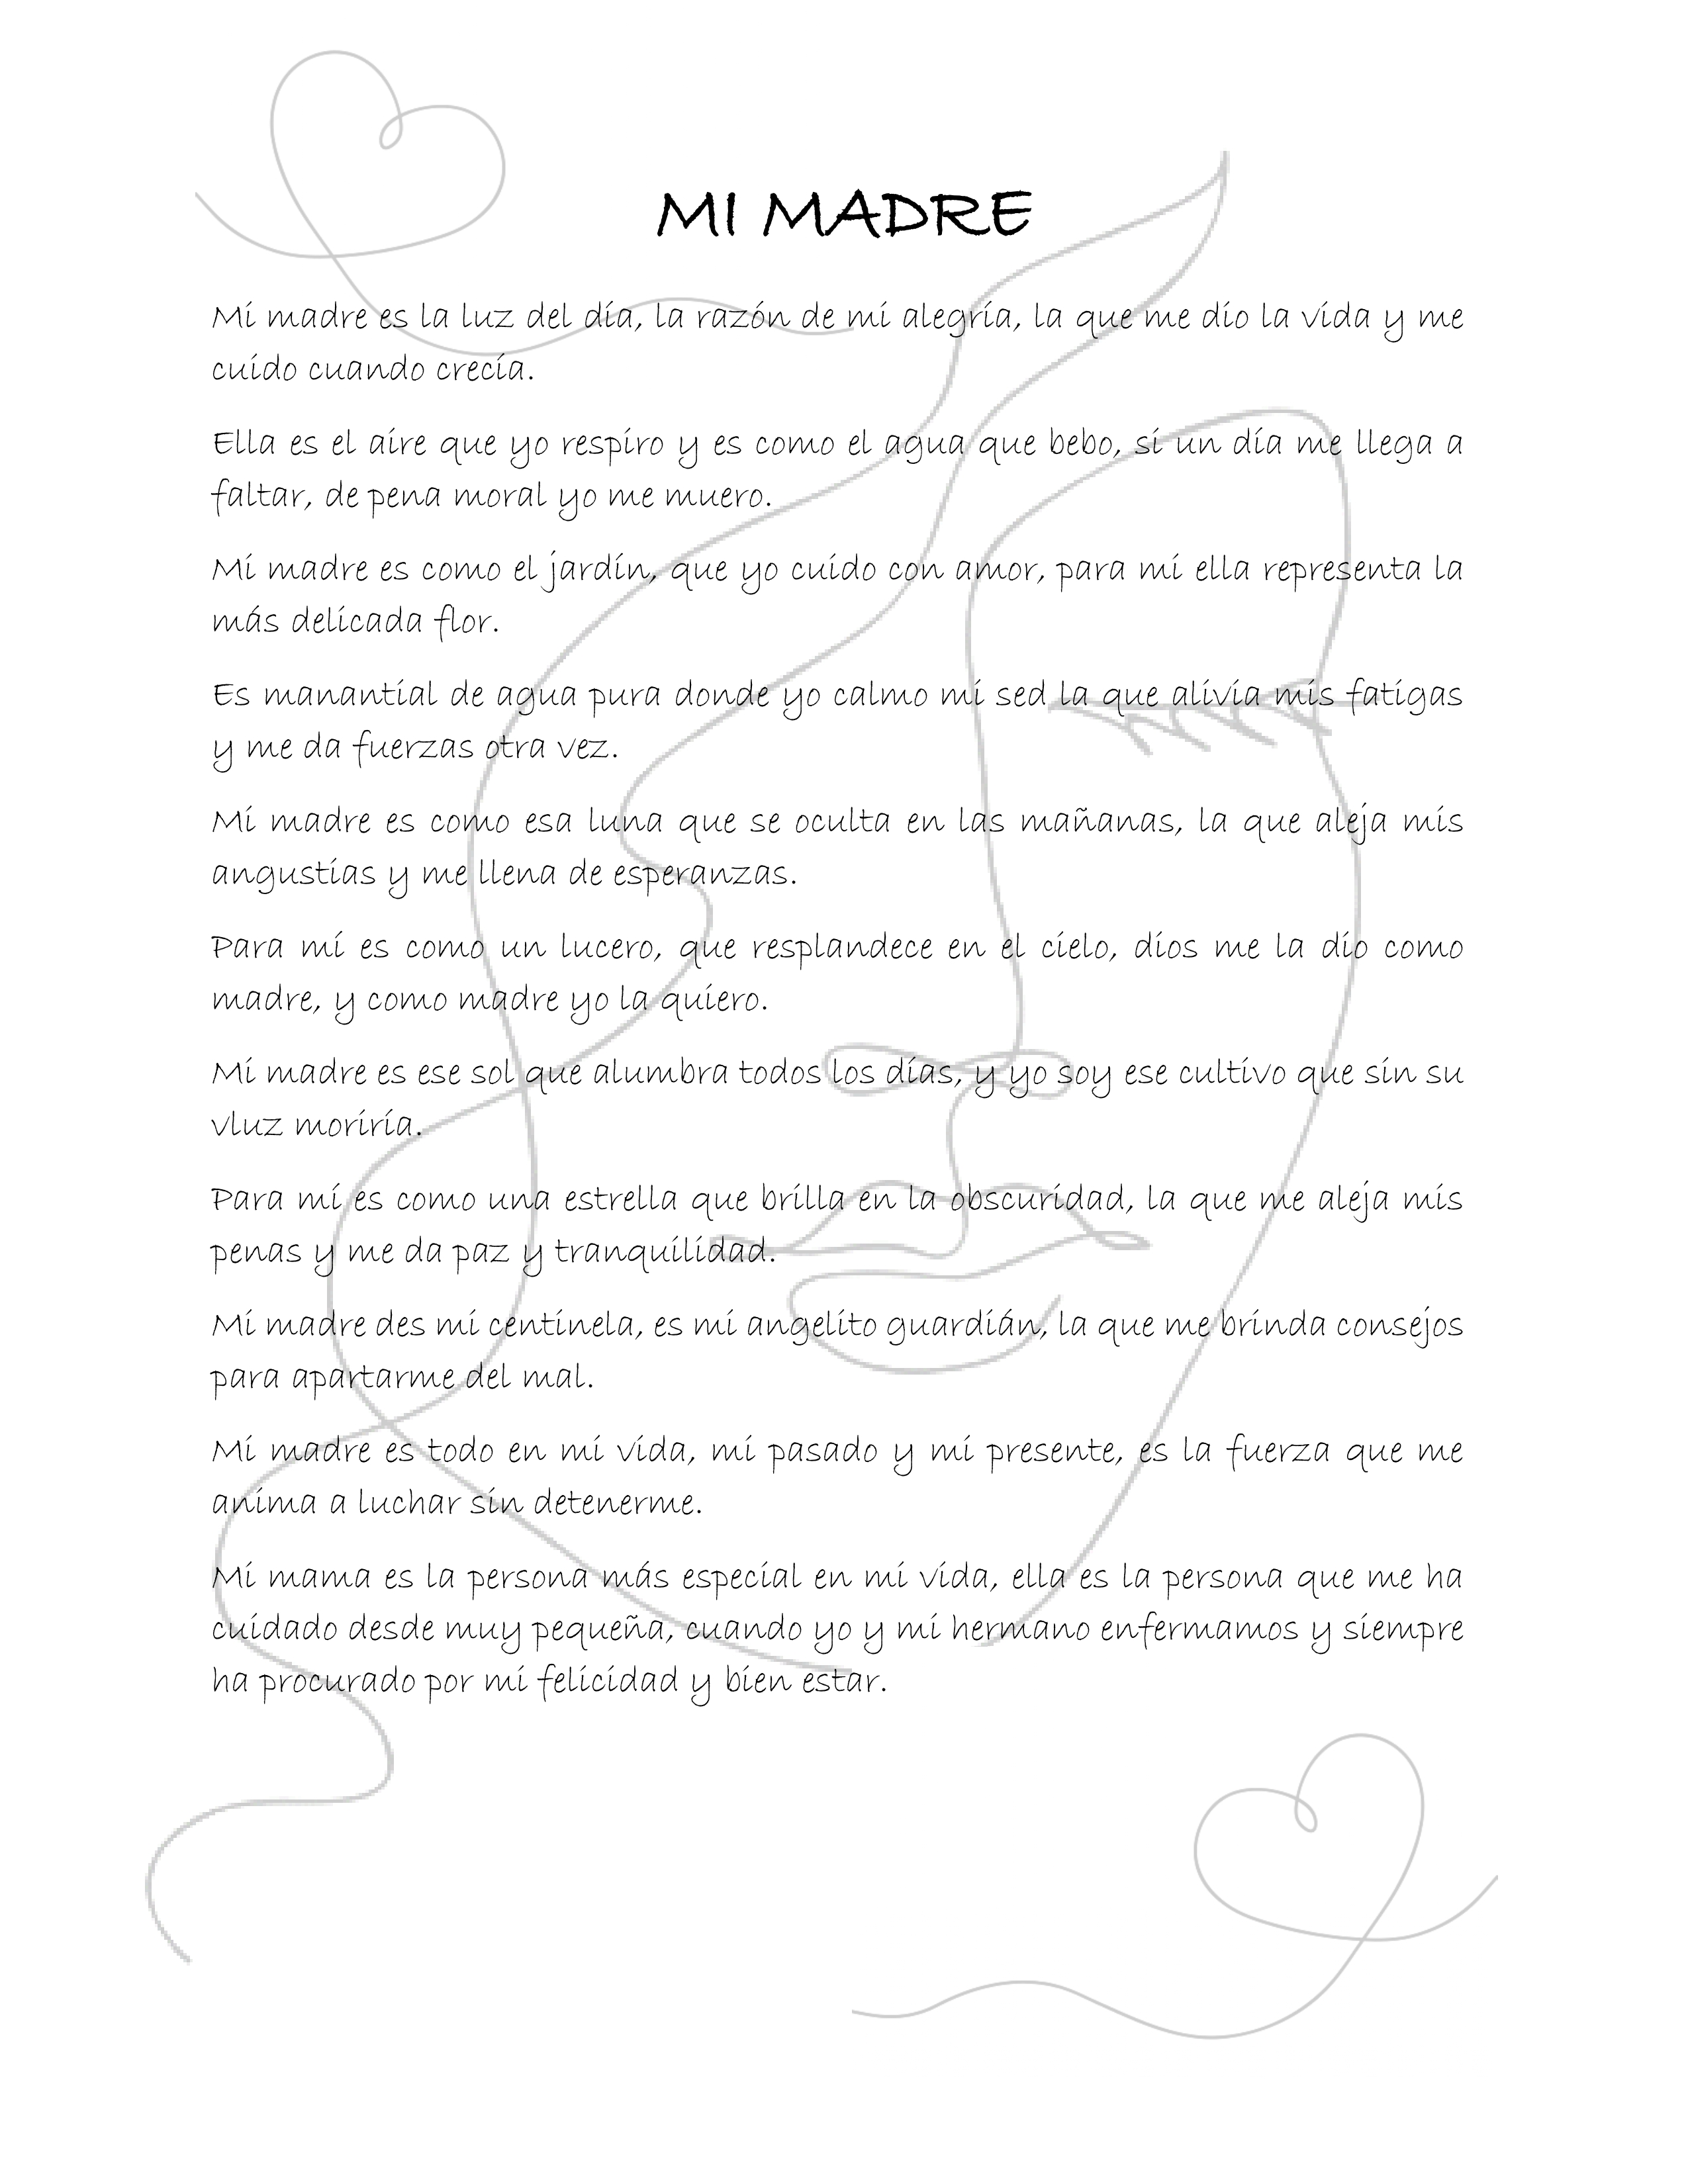 MI MADRE
Mi madre es la luz del día, la razón de mi alegría, la que me dio la vida y me
cuido cuando crecía.
Ella es el aire que yo respiro y es como el agua que bebo, si un día me llega a
faltar, de pena moral yo me muero.
Mi madre es como el jardín, que yo cuido con amor, para mi ella representa la
más delicada flor.
Es manantial de agua pura donde yo calmo mi sed la que alivia mis fatigas
y me da fuerzas otra vez.
Mi madre es como esa luna que se oculta en las mañanas, la que aleja mis
angustias y me llena de esperanzas.
Para mí es como un lucero, que resplandece en el cielo, dios me la dio como
madre, y como madre yo la quiero.
Mi madre es ese sol que alumbra todos los días, y yo soy ese cultivo que sin su
vluz moriría.
Para mí es como una estrella que brilla en la obscuridad, la que me aleja mis
penas y me da paz y tranquilidad.
Mi madre des mi centinela, es mi angelito guardián, la que me brinda consejos
para apartarme del mal.
Mi madre es todo en mi vida, mi pasado y mi presente, es la fuerza que me
anima a luchar sin detenerme.
Mi mama es la persona más especial en mi vida, ella es la persona que me ha
cuidado desde muy pequeña, cuando yo y mi hermano enfermamos y siempre
ha procurado por mi felicidad y bien estar.